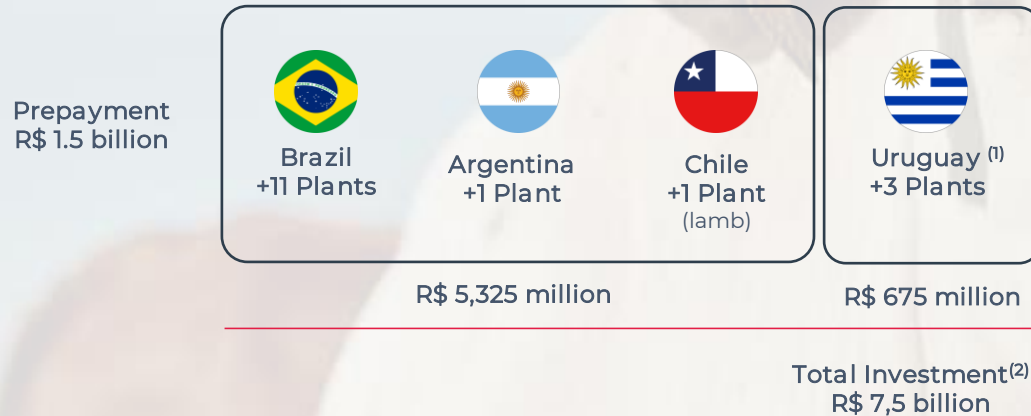 Prepayment
R$ 1.5 billion
Brazil
+11 Plants
Argentina
+1 Plant
Chile
+1 Plant
(lamb)
Uruguay (1)
+3 Plants
R$ 5,325 million
R$ 675 million
Total Investment(2)
R$ 7,5 billion